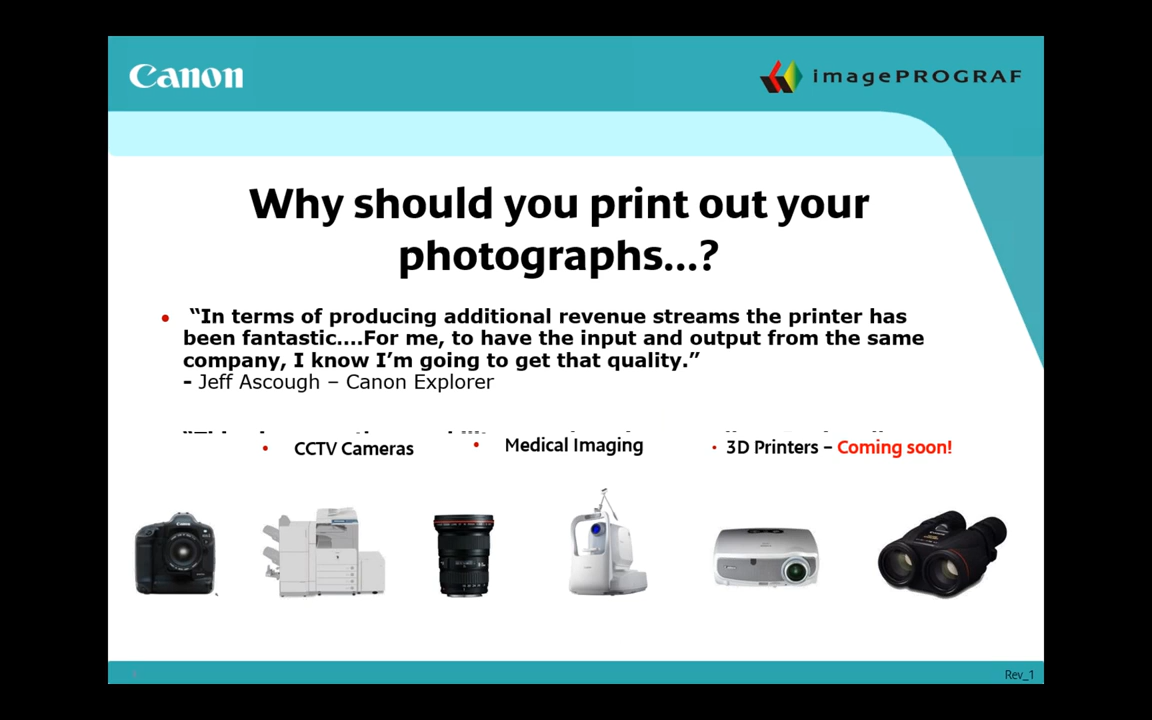 Canon
imagePROGRAF
Why should you print out your
photographs...?
• “In terms of producing additional revenue streams the printer has
been fantastic....For me, to have the input and output from the same
company, I know I’m going to get that quality.”
- Jeff Ascough – Canon Explorer
• CCTV Cameras
• Medical Imaging
• 3D Printers – Coming soon!
Rev_1